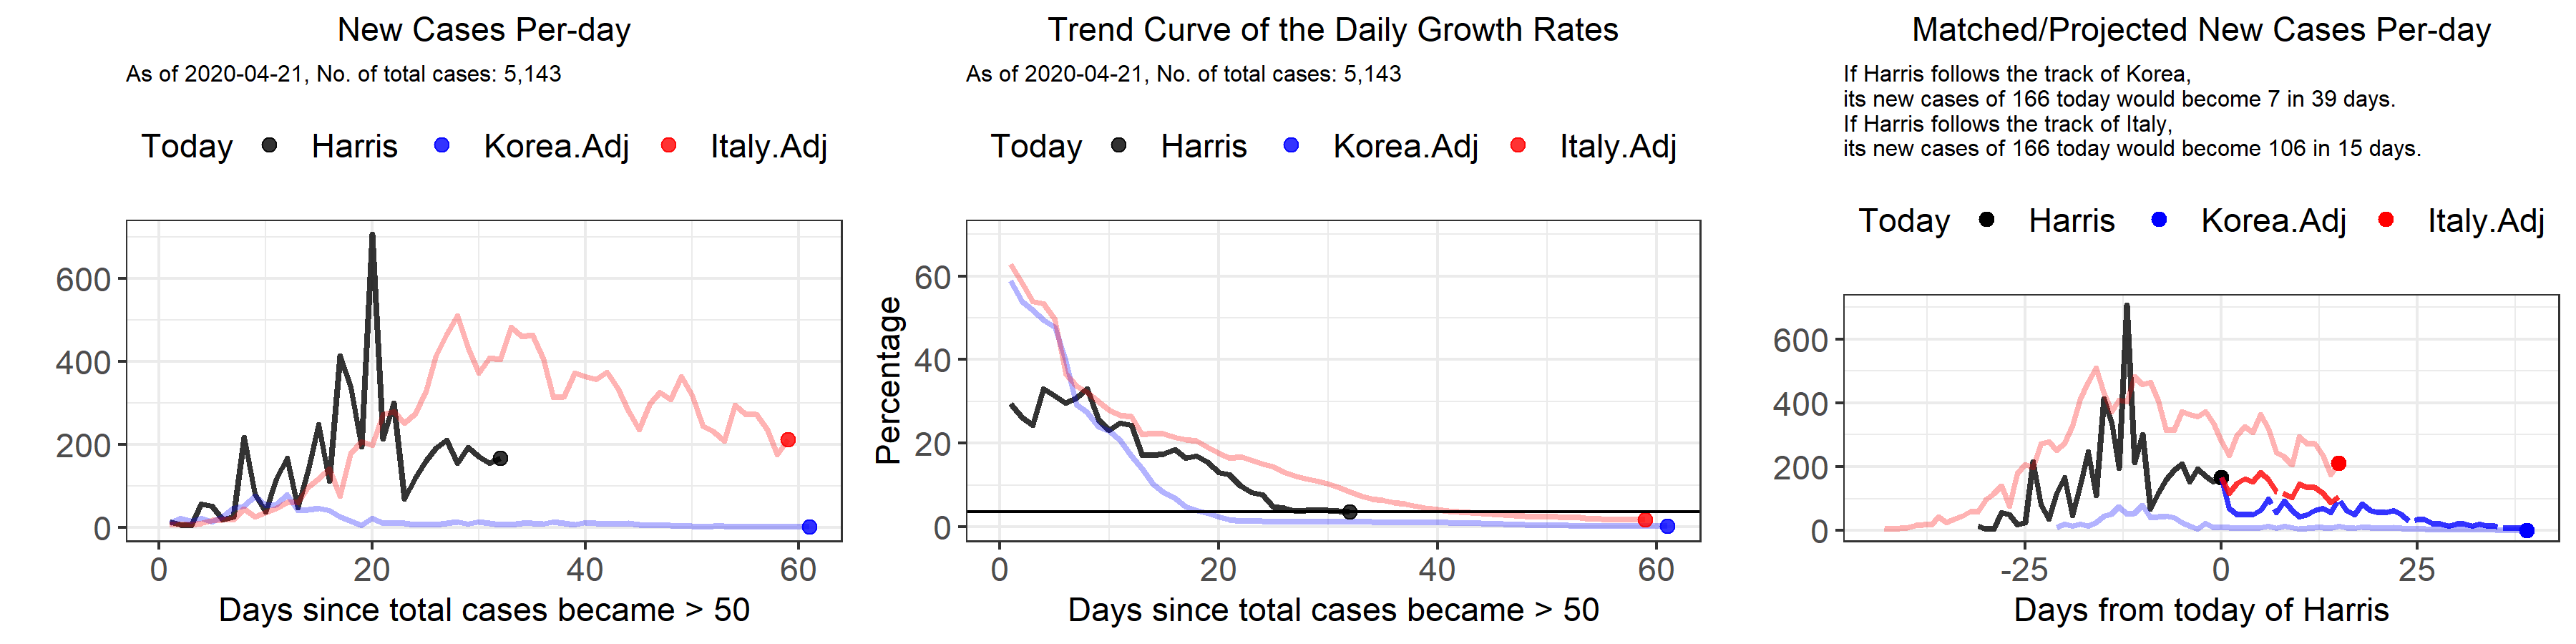 New Cases Per-day
As of 2020-04-21, No. of total cases: 5,143
Today Harris Korea.Adj Italy.Adj
600
400
200
0
0 20 40 60
Days since total cases became > 50
Trend Curve of the Daily Growth Rates
As of 2020-04-21, No. of total cases: 5,143
Today Harris Korea.Adj Italy.Adj
Percentage
60
40
20
0
0 20 40 60
Days since total cases became > 50
Matched/Projected New Cases Per-day
If Harris follows the track of Korea,
its new cases of 166 today would become 7 in 39 days.
If Harris follows the track of Italy,
its new cases of 166 today would become 106 in 15 days.
Today Harris Korea.Adj Italy.Adj
600
400
200
0
-25 0 25
Days from today of Harris